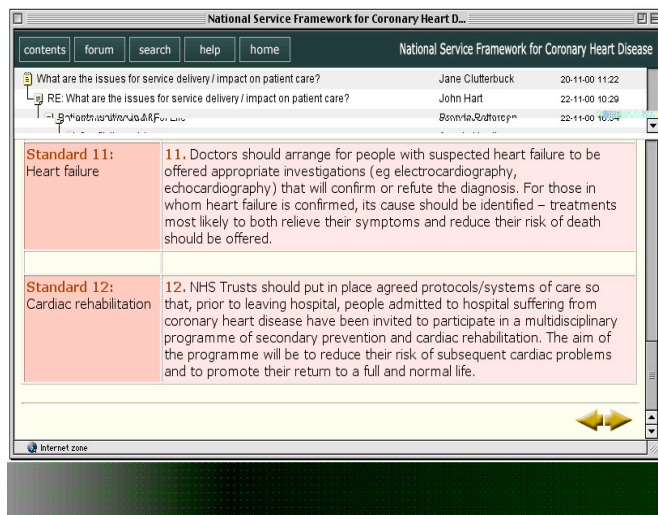 National Service Framework for Coronary Heart D...
contents forum search help home National Service Framework for Coronary Heart Disease
What are the issues for service delivery / impact on patient care? Jane Clutterbuck 20-11-00 11:22
RE: What are the issues for service delivery / impact on patient care? John Hart 22-11-00 10:29
22-11-00
Standard 11: 11. Doctors should arrange for people with suspected heart failure to be
Heart failure offered appropriate investigations (eg electrocardiography,
echocardiography) that will confirm or refute the diagnosis. For those in
whom heart failure is confirmed, its cause should be identified – treatments
most likely to both relieve their symptoms and reduce their risk of death
should be offered.
Standard 12: 12. NHS Trusts should put in place agreed protocols/systems of care so
Cardiac rehabilitation that, prior to leaving hospital, people admitted to hospital suffering from
coronary heart disease have been invited to participate in a multidisciplinary
programme of secondary prevention and cardiac rehabilitation. The aim of
the programme will be to reduce their risk of subsequent cardiac problems
and to promote their return to a full and normal life.
Internet zone